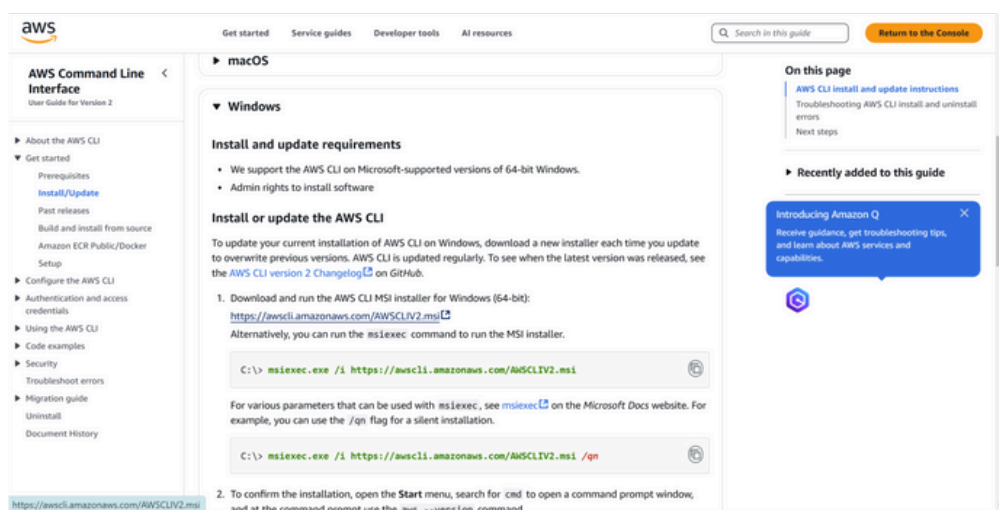 aws
Get started Service guides Developer tools AI resources
Search in this guide
Return to the Console
AWS Command Line
Interface
User Guide for Version 2
About the AWS CLI
Get started
Prerequisites
Install/Update
Past releases
Build and install from source
Amazon ECR Public/Docker
Setup
Configure the AWS CLI
Authentication and access
credentials
Using the AWS CLI
Code examples
Security
Troubleshoot errors
Migration guide
Uninstall
Document History
https://awscli.amazonaws.com/AWSCLIV2.msi
macOS
Windows
Install and update requirements
• We support the AWS CLI on Microsoft-supported versions of 64-bit Windows.
• Admin rights to install software
Install or update the AWS CLI
To update your current installation of AWS CLI on Windows, download a new installer each time you update
to overwrite previous versions. AWS CLI is updated regularly. To see when the latest version was released, see
the AWS CLI version 2 Changelog on GitHub.
1. Download and run the AWS CLI MSI installer for Windows (64-bit):
https://awscli.amazonaws.com/AWSCLIV2.msi
Alternatively, you can run the msiexec command to run the MSI installer.
C:\> msiexec.exe /i https://awscli.amazonaws.com/AWSCLIV2.msi
For various parameters that can be used with msiexec, see msiexec on the Microsoft Docs website. For
example, you can use the /qn flag for a silent installation.
C:\> msiexec.exe /i https://awscli.amazonaws.com/AWSCLIV2.msi /qn
2. To confirm the installation, open the Start menu, search for cmd to open a command prompt window,
and at the command prompt use the aws --version command.
On this page
AWS CLI install and update instructions
Troubleshooting AWS CLI install and uninstall
errors
Next steps
Recently added to this guide
Introducing Amazon Q
Receive guidance, get troubleshooting tips,
and learn about AWS services and
capabilities.